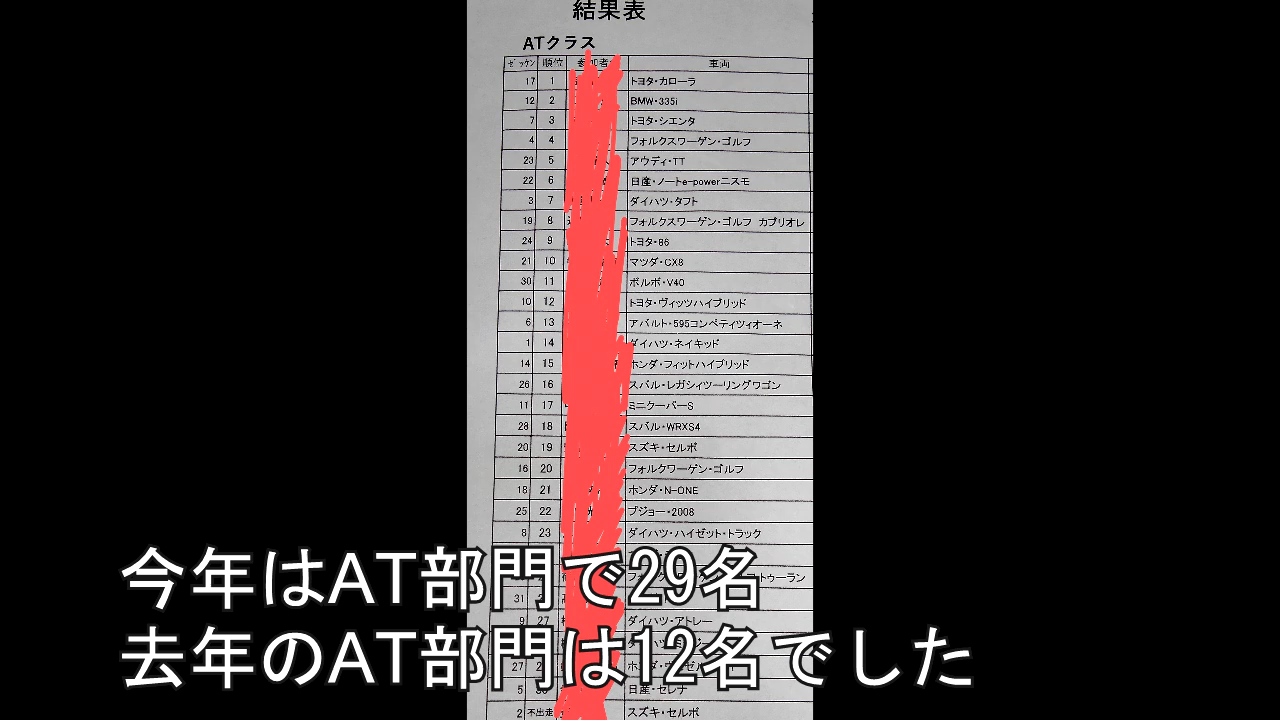 結果表
ATクラス
ｾﾞｯｹﾝ 順位 参加者 車両
17 1 トヨタ・カローラ
12 2 BMW・335i
7 3 トヨタ・シエンタ
4 4 フォルクスワーゲン・ゴルフ
23 5 アウディ・TT
22 6 日産・ノートe-powerニスモ
3 7 ダイハツ・タフト
19 8 フォルクスワーゲン・ゴルフ カブリオレ
24 9 トヨタ・86
21 10 マツダ・CX8
30 11 ボルボ・V40
10 12 トヨタ・ヴィッツハイブリッド
6 13 アバルト・595コンペティツィオーネ
1 14 ダイハツ・ネイキッド
14 15 ホンダ・フィットハイブリッド
26 16 スバル・レガシィツーリングワゴン
11 17 ミニクーパーS
28 18 スバル・WRXS4
20 19 スズキ・セルボ
16 20 フォルクワーゲン・ゴルフ
18 21 ホンダ・N-ONE
25 22 プジョー・2008
8 23 ダイハツ・ハイゼット・トラック
今年はAT部門で29名
トゥーラン
31
9 27 ダイハツ・アトレー
去年のAT部門は12名でした
27
5 日産・セレナ
2 不出走 スズキ・セルボ